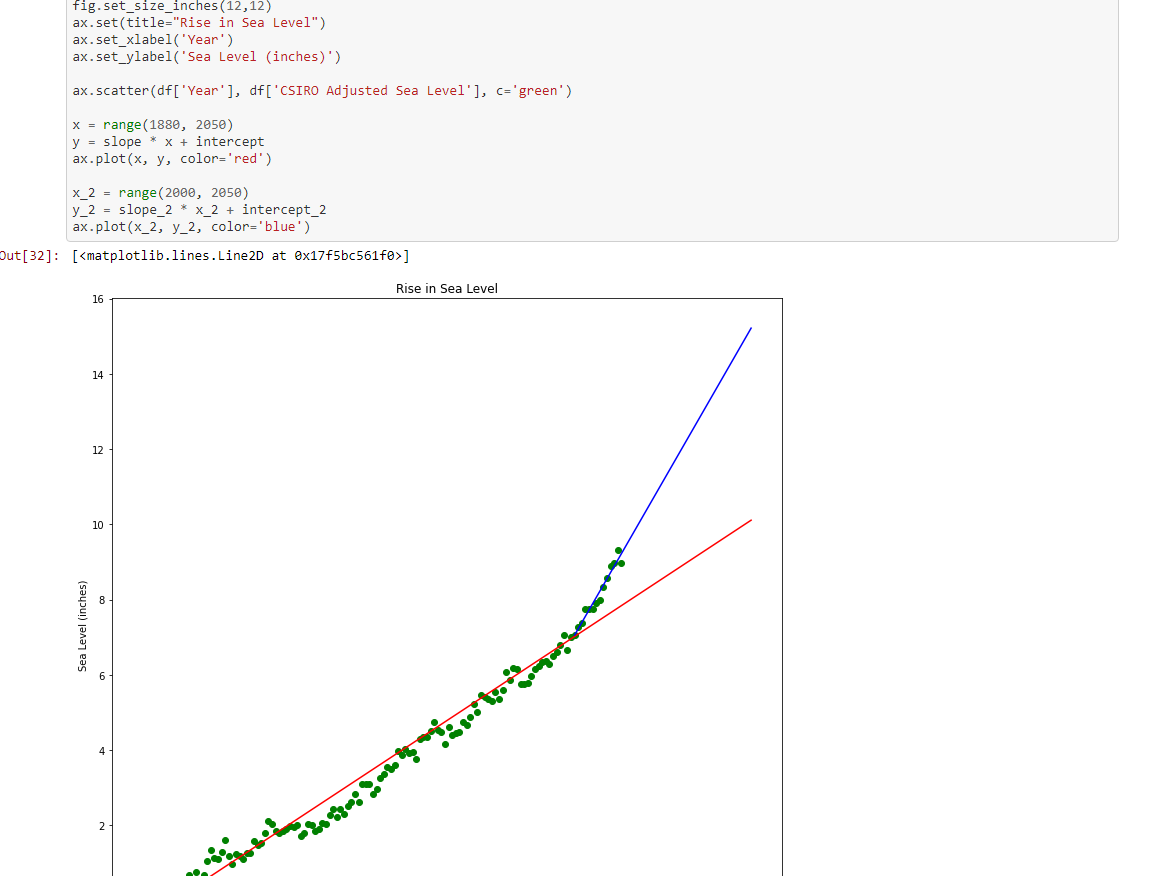 fig.set_size_inches(12,12)
ax.set(title="Rise in Sea Level")
ax.set_xlabel('Year')
ax.set_ylabel('Sea Level (inches)')
ax.scatter(df['Year'], df['CSIRO Adjusted Sea Level'], c='green')
x = range(1880, 2050)
y = slope * x + intercept
ax.plot(x, y, color='red')
x_2 = range(2000, 2050)
y_2 = slope_2 * x_2 + intercept_2
ax.plot(x_2, y_2, color='blue')
Out[32]: [<matplotlib.lines.Line2D at 0x17f5bc561f0>]
Rise in Sea Level
16
14
12
10
8
Sea Level (inches)
6
4
2